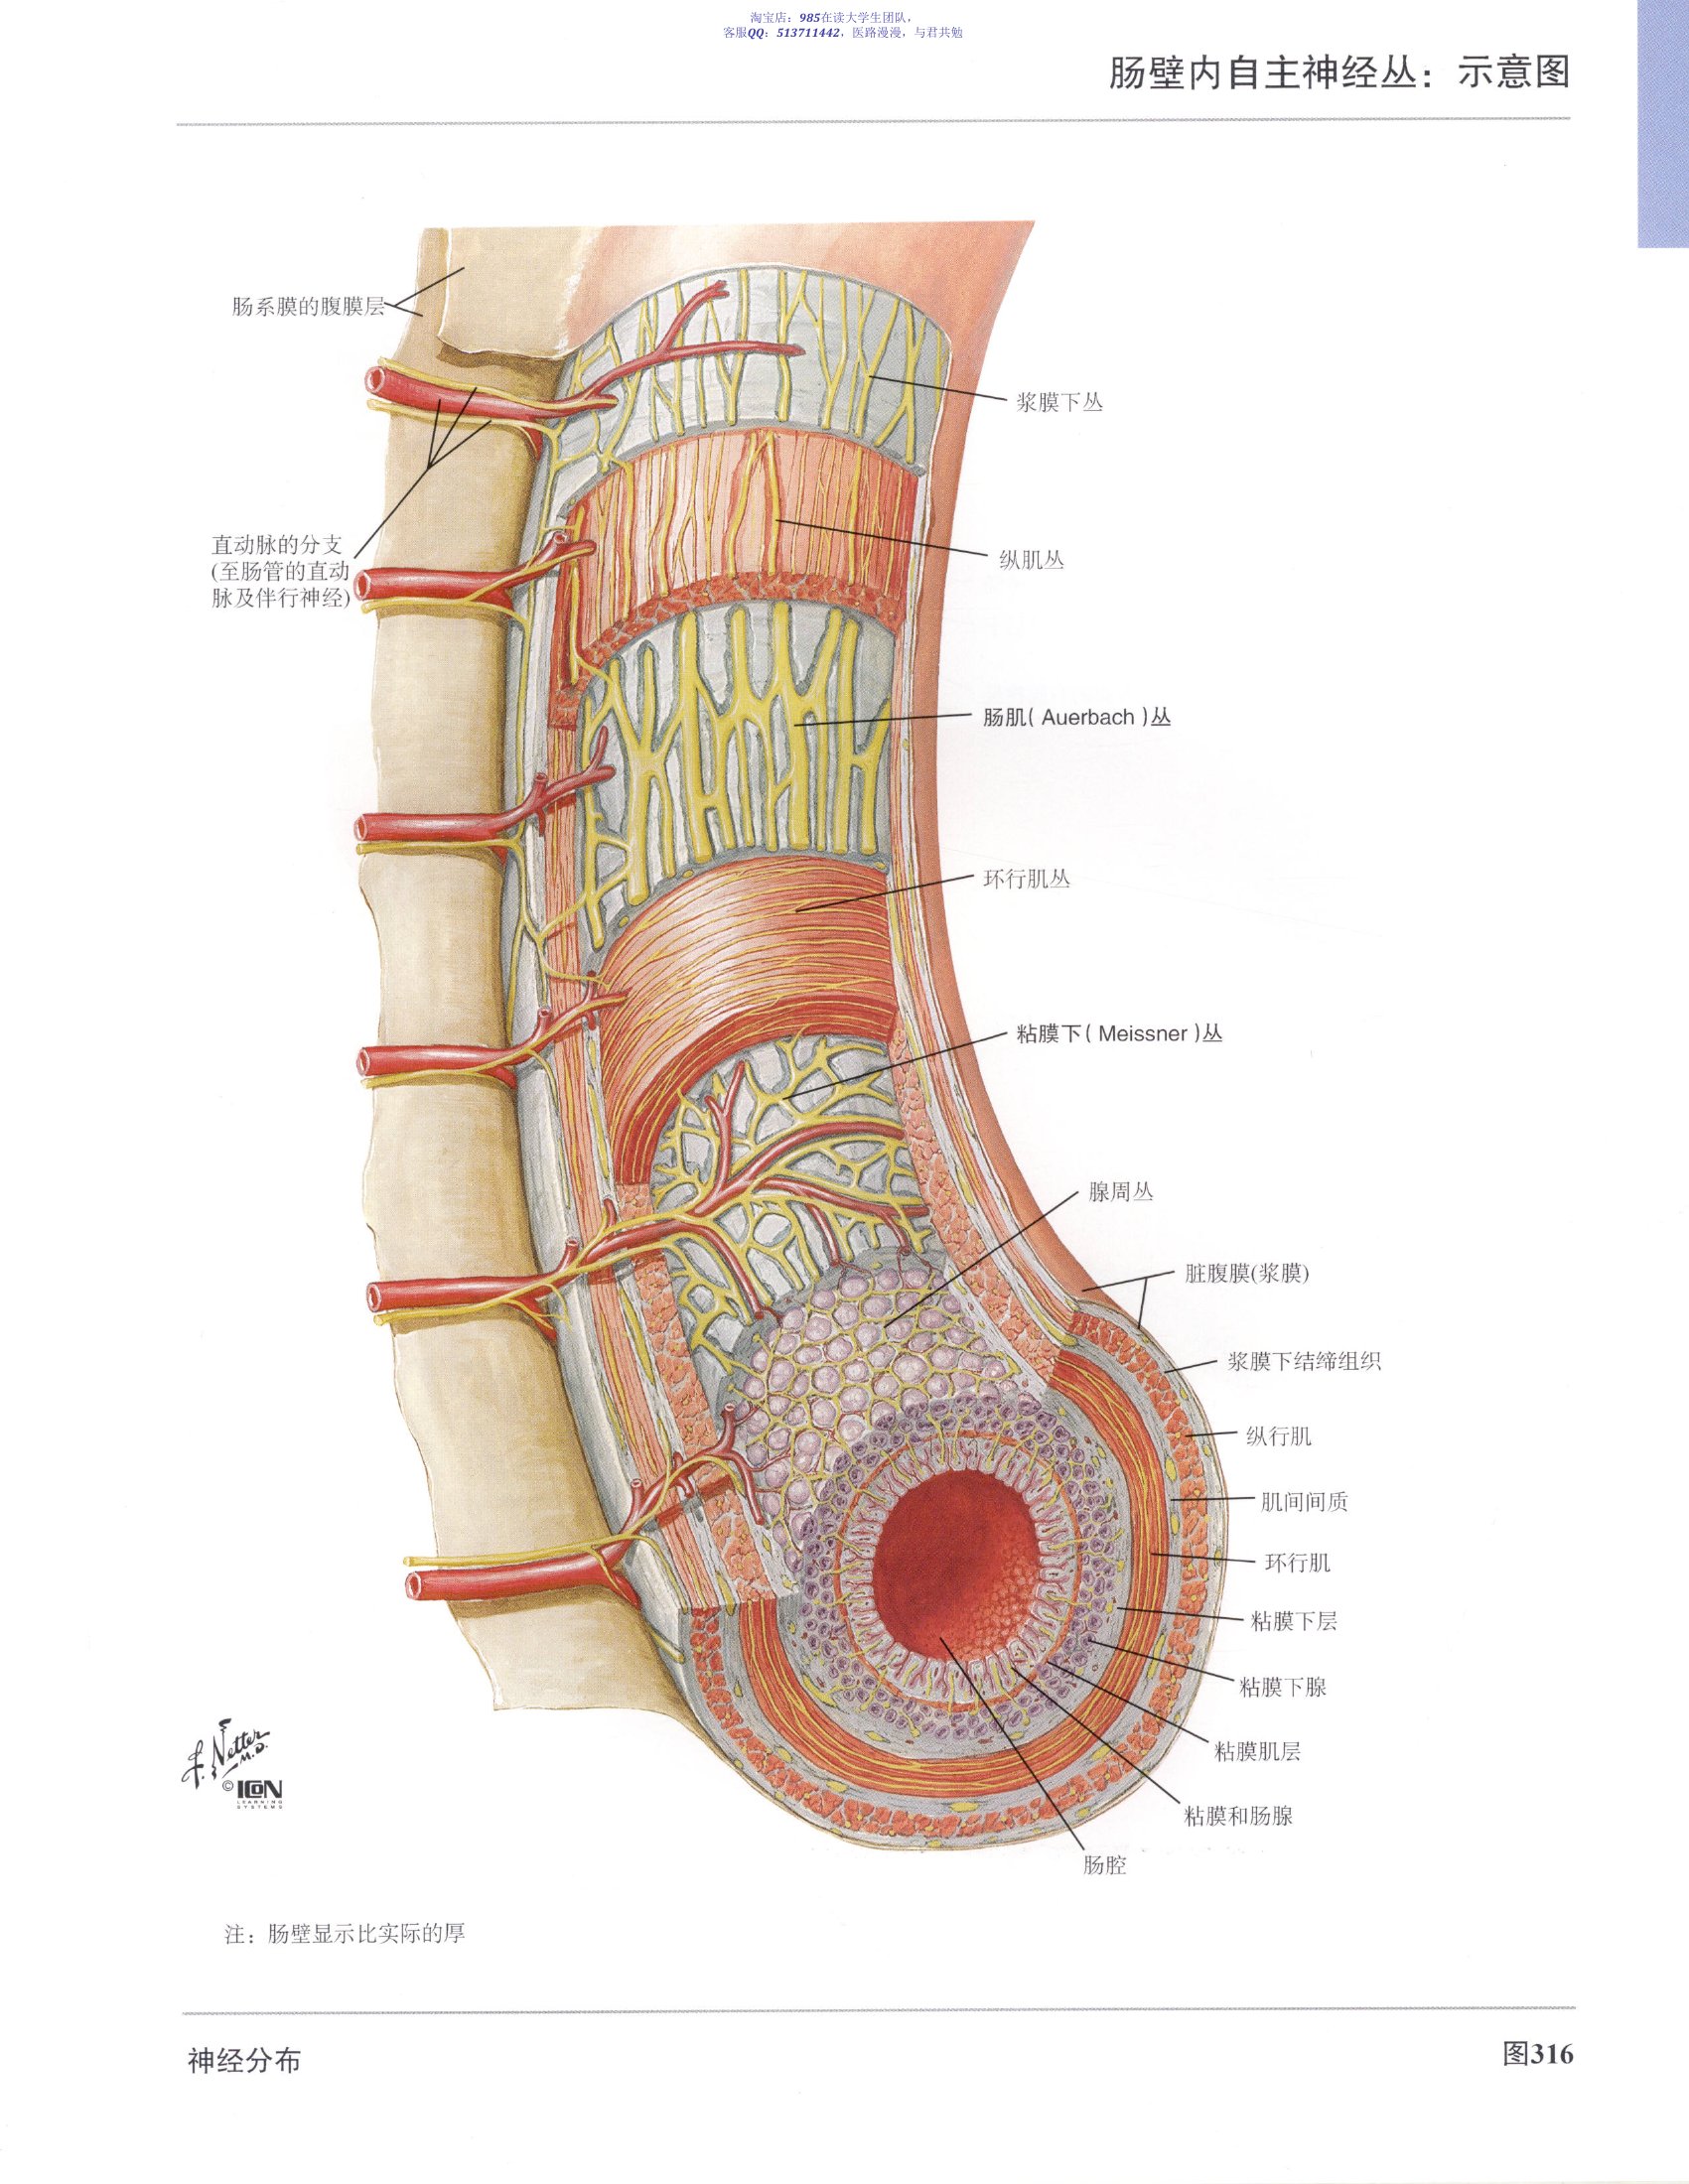 淘宝店：985在读大学生团队，
客服QQ：513711442，医路漫漫，与君共勉
肠壁内自主神经丛：示意图
肠系膜的腹膜层
浆膜下丛
直动脉的分支
(至肠管的直动
脉及伴行神经)
纵肌丛
肠肌( Auerbach )丛
环行肌丛
粘膜下( Meissner )丛
腺周丛
脏腹膜(浆膜)
浆膜下结缔组织
纵行肌
肌间间质
环行肌
粘膜下层
粘膜下腺
粘膜肌层
粘膜和肠腺
肠腔
F. Netter
M.D.
© ICON
LEARNING
SYSTEMS
注：肠壁显示比实际的厚
神经分布
图316